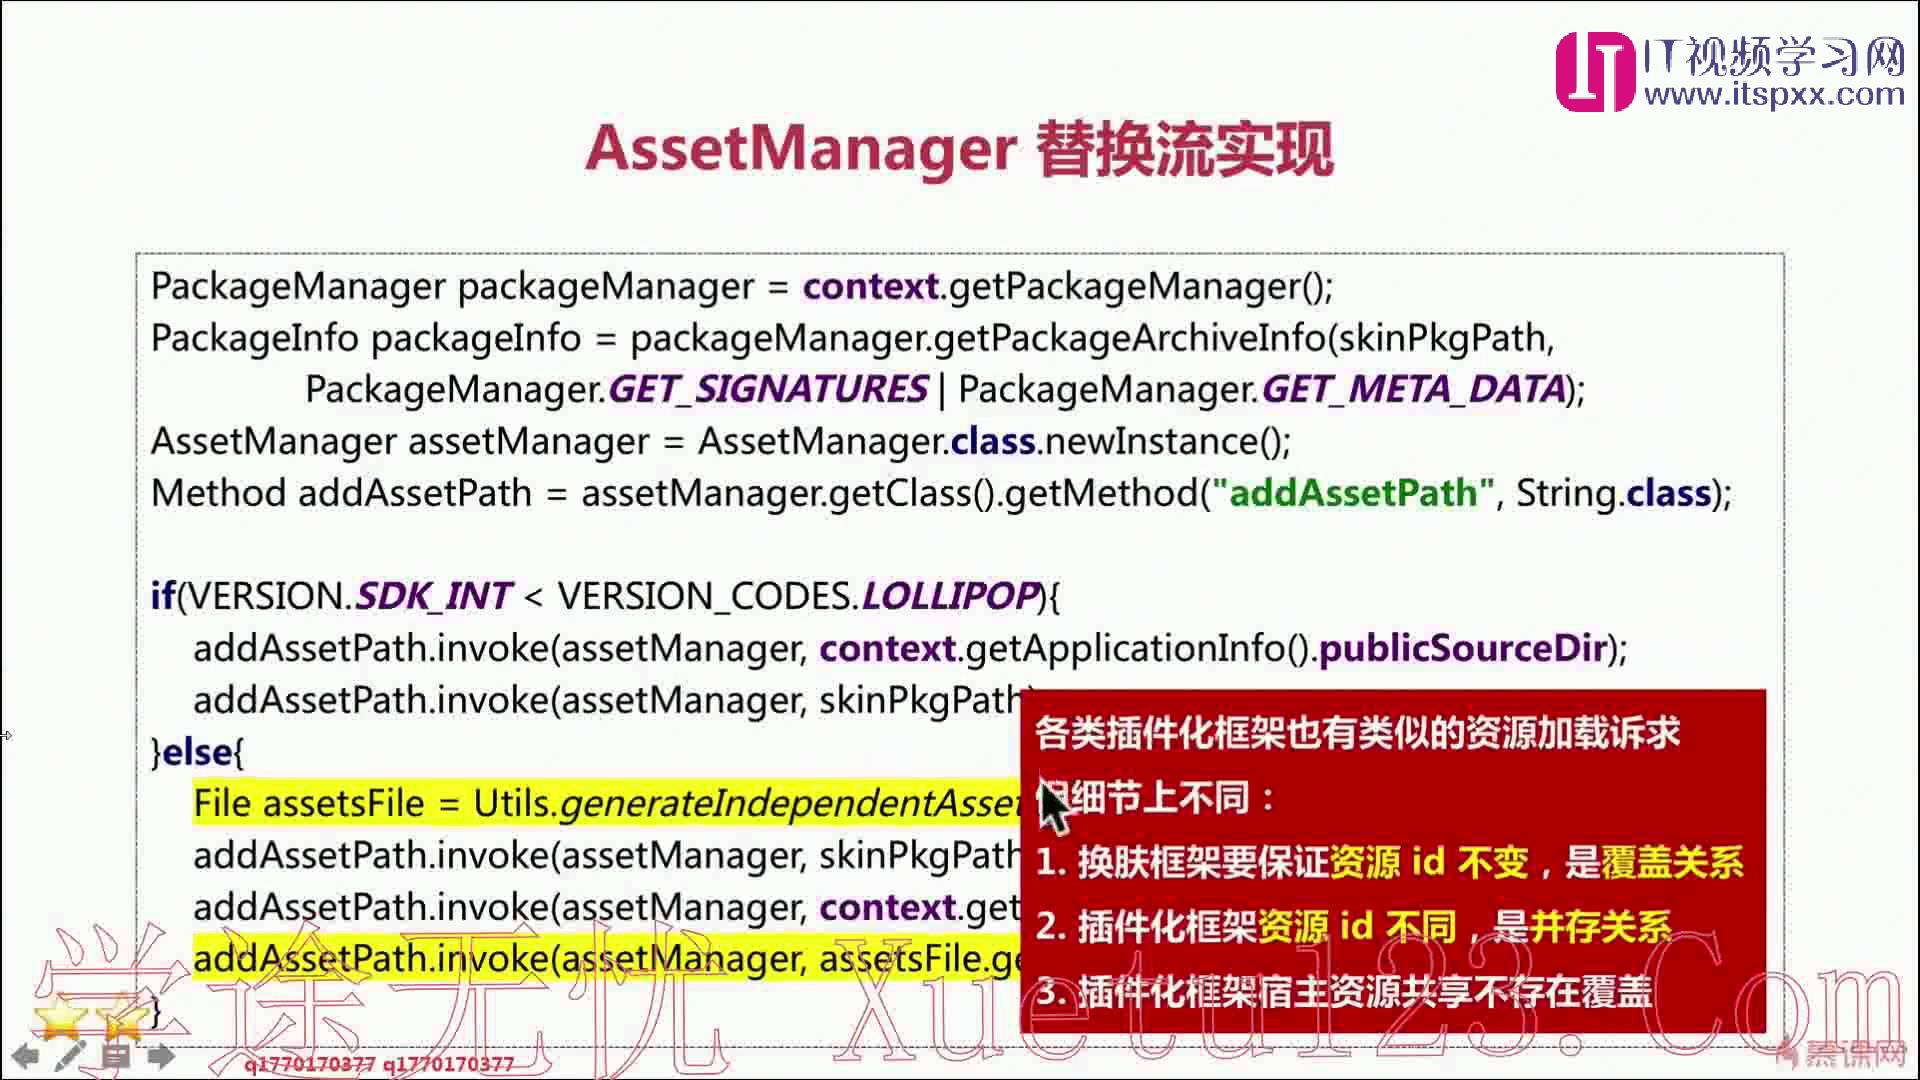 IT视频学习网
www.itspxx.com
AssetManager 替换流实现
PackageManager packageManager = context.getPackageManager();
PackageInfo packageInfo = packageManager.getPackageArchiveInfo(skinPkgPath,
PackageManager.GET_SIGNATURES | PackageManager.GET_META_DATA);
AssetManager assetManager = AssetManager.class.newInstance();
Method addAssetPath = assetManager.getClass().getMethod("addAssetPath", String.class);
if(VERSION.SDK_INT < VERSION_CODES.LOLLIPOP){
addAssetPath.invoke(assetManager, context.getApplicationInfo().publicSourceDir);
addAssetPath.invoke(assetManager, skinPkgPath)
}else{
File assetsFile = Utils.generateIndependentAsset
addAssetPath.invoke(assetManager, skinPkgPath
addAssetPath.invoke(assetManager, context.get
addAssetPath.invoke(assetManager, assetsFile.ge
}
各类插件化框架也有类似的资源加载诉求
但细节上不同：
1. 换肤框架要保证资源 id 不变，是覆盖关系
2. 插件化框架资源 id 不同，是并存关系
3. 插件化框架宿主资源共享不存在覆盖
学途无忧 Xuetu123.Com
q1770170377 q1770170377
慕课网